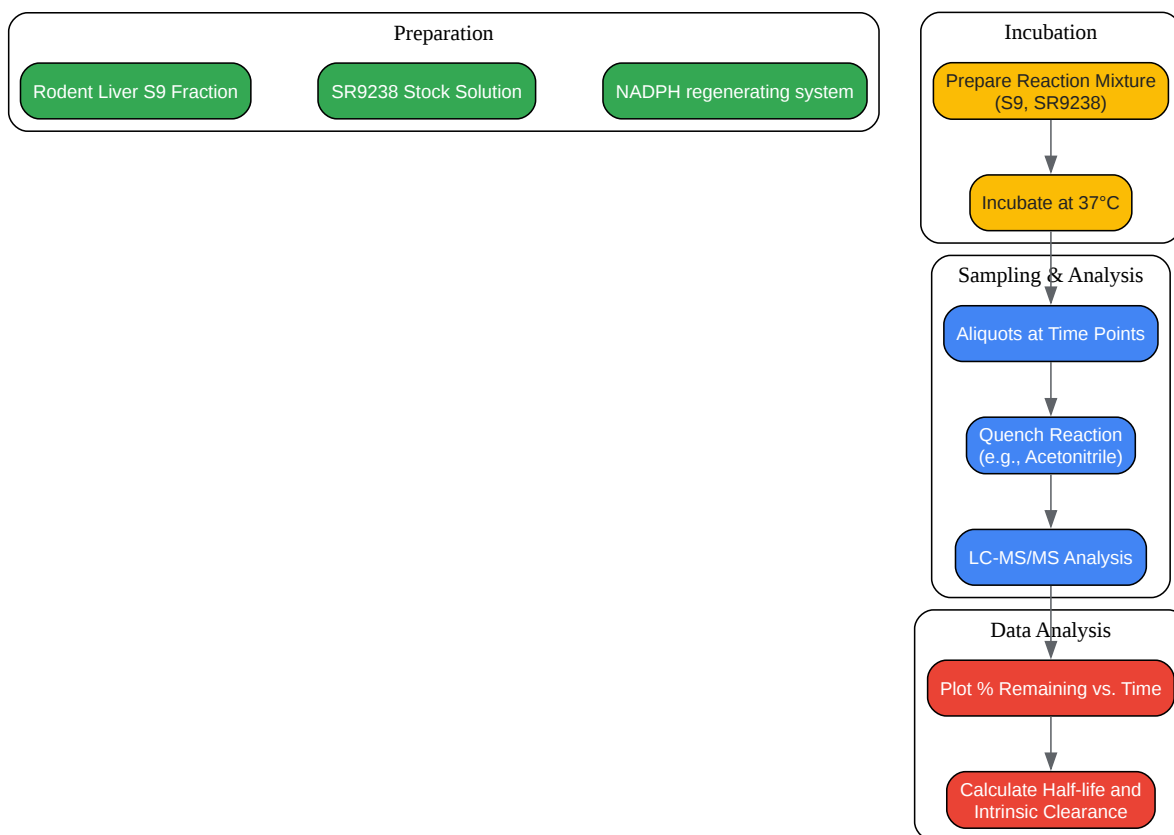 Preparation
Rodent Liver S9 Fraction
SR9238 Stock Solution
NADPH regenerating system
Incubation
Prepare Reaction Mixture
(S9, SR9238)
Incubate at 37°C
Sampling & Analysis
Aliquots at Time Points
Quench Reaction
(e.g., Acetonitrile)
LC-MS/MS Analysis
Data Analysis
Plot % Remaining vs. Time
Calculate Half-life and
Intrinsic Clearance